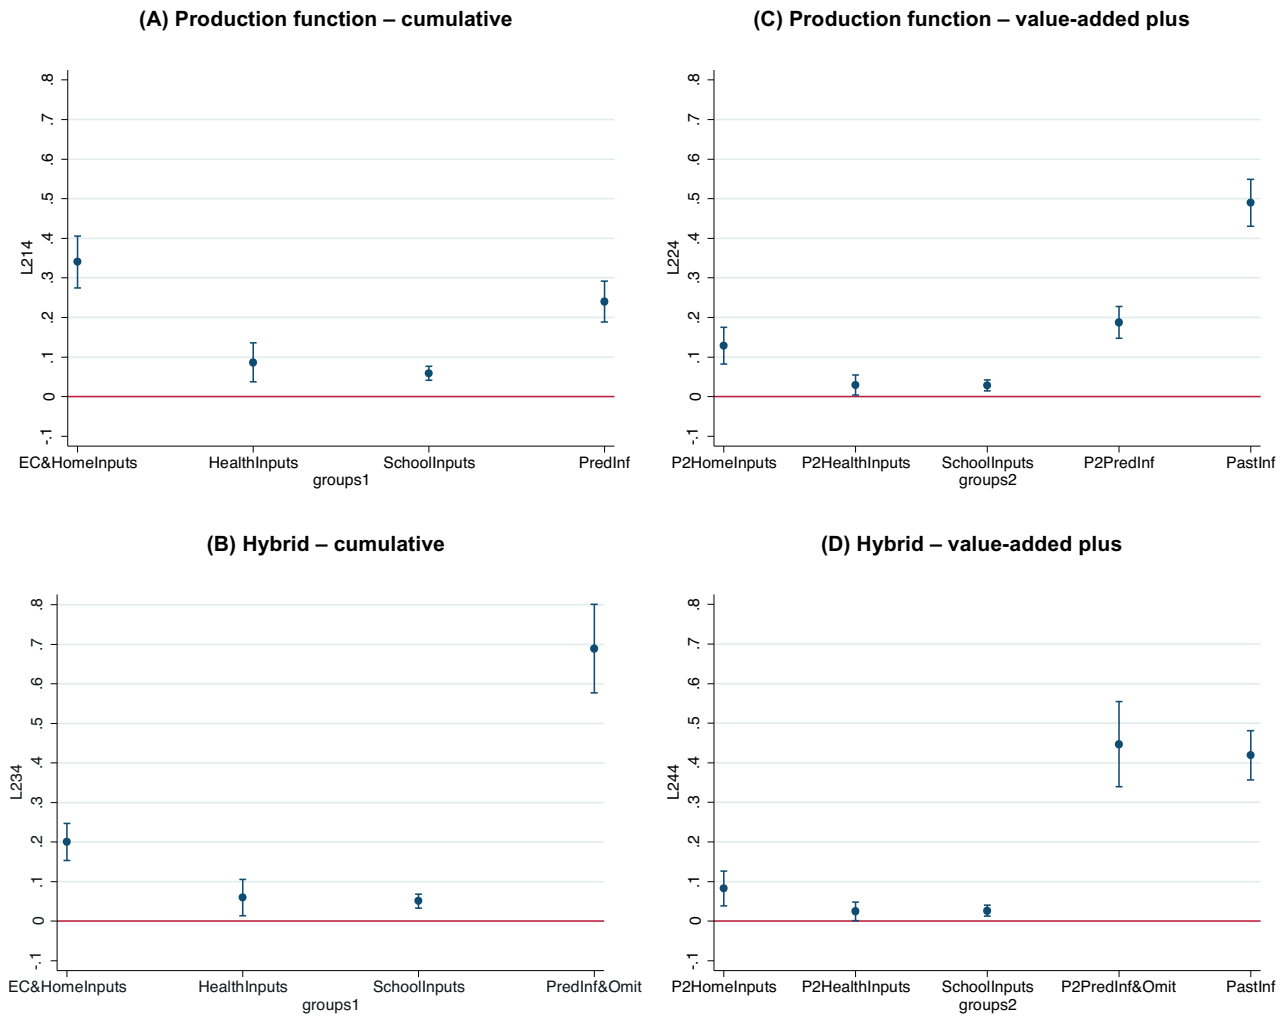 (A) Production function – cumulative
.8
.7
.6
.5
.4
.3
.2
.1
0
-.1
L214
EC&HomeInputs HealthInputs SchoolInputs PredInf
groups1
(C) Production function – value-added plus
.8
.7
.6
.5
.4
.3
.2
.1
0
-.1
L224
P2HomeInputs P2HealthInputs SchoolInputs P2PredInf PastInf
groups2
(B) Hybrid – cumulative
.8
.7
.6
.5
.4
.3
.2
.1
0
-.1
L234
EC&HomeInputs HealthInputs SchoolInputs PredInf&Omit
groups1
(D) Hybrid – value-added plus
.8
.7
.6
.5
.4
.3
.2
.1
0
-.1
L244
P2HomeInputs P2HealthInputs SchoolInputs P2PredInf&Omit PastInf
groups2